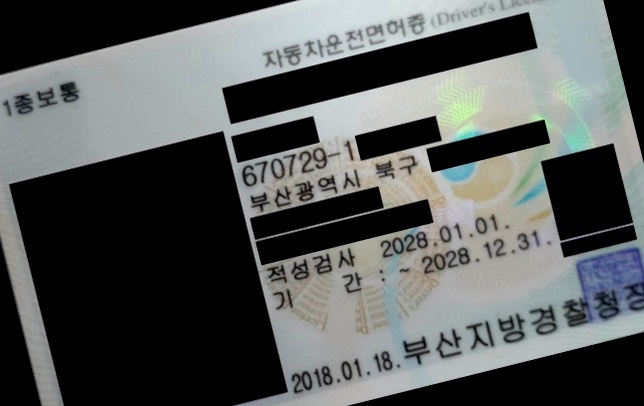 자동차운전면허증 (Driver's Licen
1종보통
670729-1
부산광역시 북구
적성검사 2028.01.01.
기 간 : ~ 2028.12.31.
2018.01.18. 부산지방경찰청장